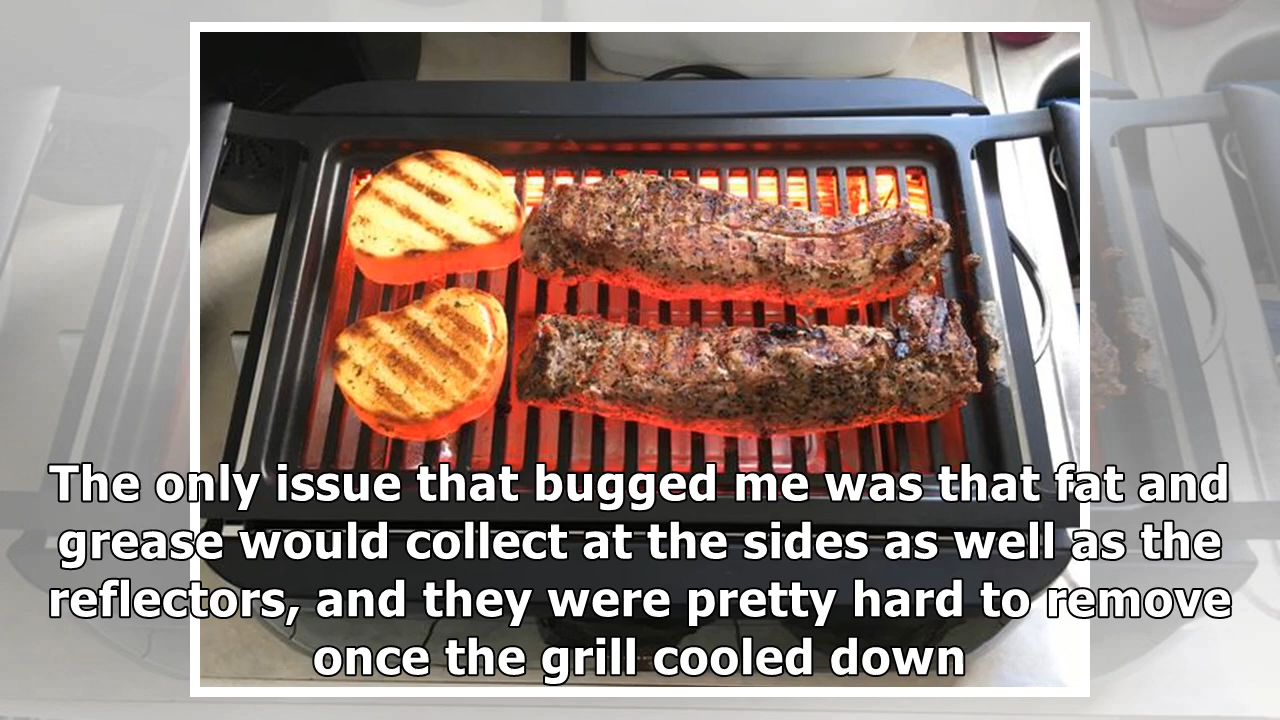 The only issue that bugged me was that fat and
grease would collect at the sides as well as the
reflectors, and they were pretty hard to remove
once the grill cooled down